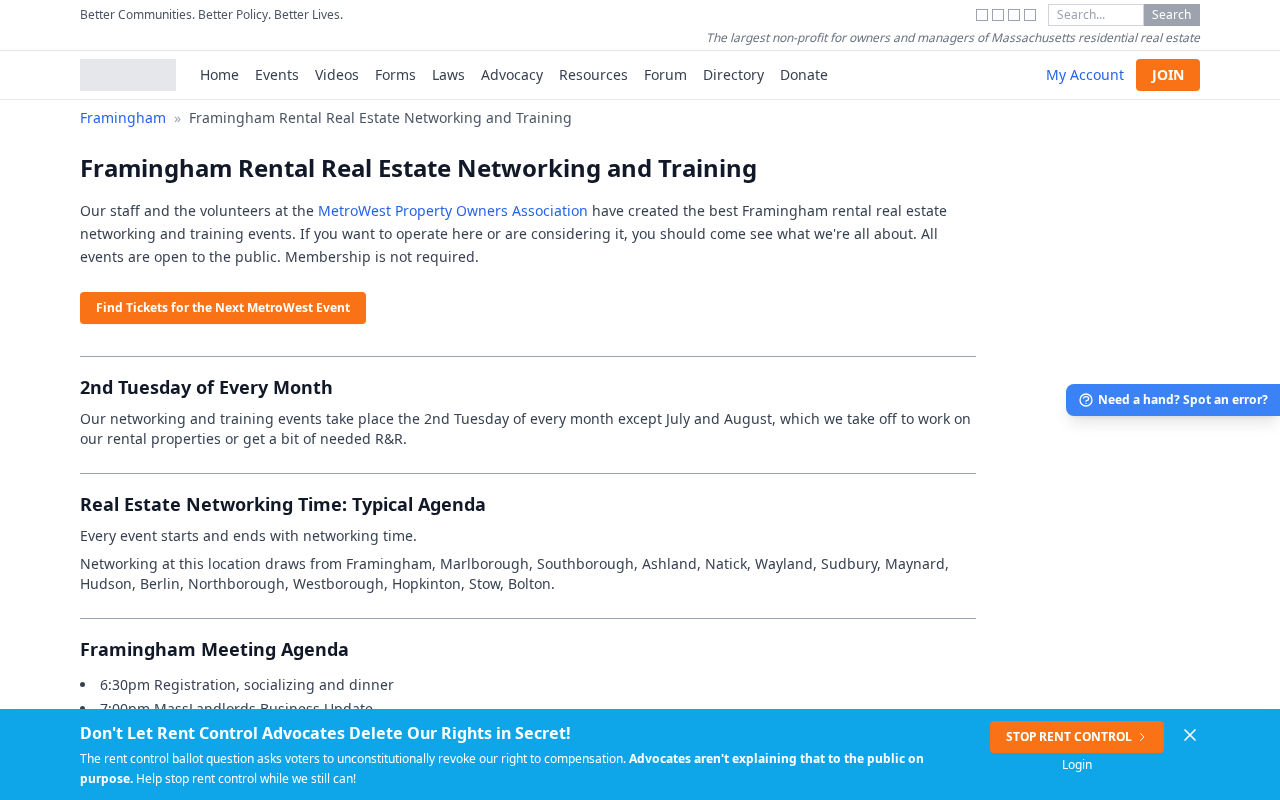 Better Communities. Better Policy. Better Lives.
Search...
Search
The largest non-profit for owners and managers of Massachusetts residential real estate
Home
Events
Videos
Forms
Laws
Advocacy
Resources
Forum
Directory
Donate
My Account
JOIN
Framingham » Framingham Rental Real Estate Networking and Training
Framingham Rental Real Estate Networking and Training
Our staff and the volunteers at the MetroWest Property Owners Association have created the best Framingham rental real estate
networking and training events. If you want to operate here or are considering it, you should come see what we're all about. All
events are open to the public. Membership is not required.
Find Tickets for the Next MetroWest Event
2nd Tuesday of Every Month
Our networking and training events take place the 2nd Tuesday of every month except July and August, which we take off to work on
our rental properties or get a bit of needed R&R.
Need a hand? Spot an error?
Real Estate Networking Time: Typical Agenda
Every event starts and ends with networking time.
Networking at this location draws from Framingham, Marlborough, Southborough, Ashland, Natick, Wayland, Sudbury, Maynard,
Hudson, Berlin, Northborough, Westborough, Hopkinton, Stow, Bolton.
Framingham Meeting Agenda
• 6:30pm Registration, socializing and dinner
• 7:00pm MassLandlords Business Update
Don't Let Rent Control Advocates Delete Our Rights in Secret!
The rent control ballot question asks voters to unconstitutionally revoke our right to compensation. Advocates aren't explaining that to the public on
purpose. Help stop rent control while we still can!
STOP RENT CONTROL
Login